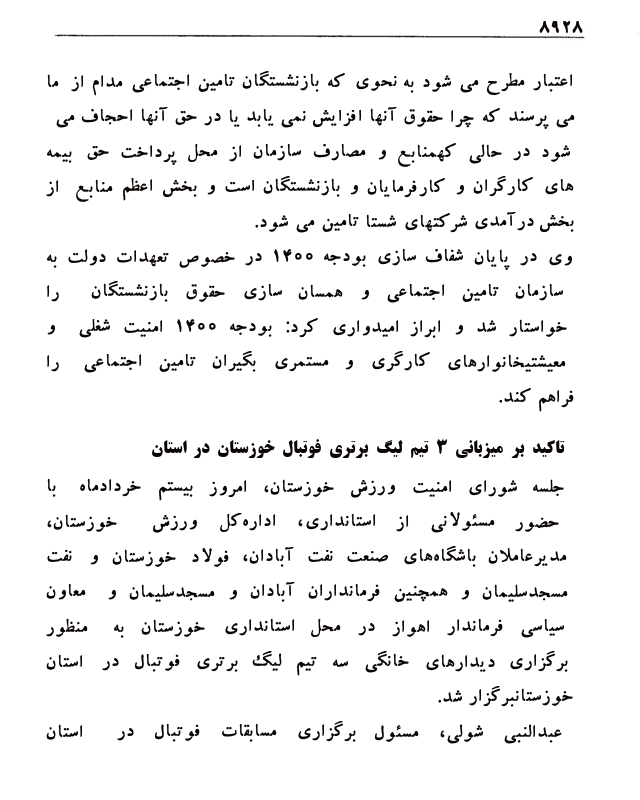 ۸۹۲۸
اعتبار مطرح می شود به نحوی که بازنشستگان تامین اجتماعی مدام از ما
می پرسند که چرا حقوق آنها افزایش نمی یابد یا در حق آنها احجاف می
شود در حالی کهمنابع و مصارف سازمان از محل پرداخت حق بیمه
های کارگران و کارفرمایان و بازنشستگان است و بخش اعظم منابع از
بخش درآمدی شرکتهای شستا تامین می شود.
وی در پایان شفاف سازی بودجه ۱۴۰۰ در خصوص تعهدات دولت به
سازمان تامین اجتماعی و همسان سازی حقوق بازنشستگان را
خواستار شد و ابراز امیدواری کرد: بودجه ۱۴۰۰ امنیت شغلی و
معیشتیخانوارهای کارگری و مستمری بگیران تامین اجتماعی را
فراهم کند.
تاکید بر میزبانی ۳ تیم لیگ برتری فوتبال خوزستان در استان
جلسه شورای امنیت ورزش خوزستان، امروز بیستم خردادماه با
حضور مسئولانی از استانداری، اداره‌کل ورزش خوزستان،
مدیرعاملان باشگاه‌های صنعت نفت آبادان، فولاد خوزستان و نفت
مسجدسلیمان و همچنین فرمانداران آبادان و مسجدسلیمان و معاون
سیاسی فرماندار اهواز در محل استانداری خوزستان به منظور
برگزاری دیدارهای خانگی سه تیم لیگ برتری فوتبال در استان
خوزستانبرگزار شد.
عبدالنبی شولی، مسئول برگزاری مسابقات فوتبال در استان